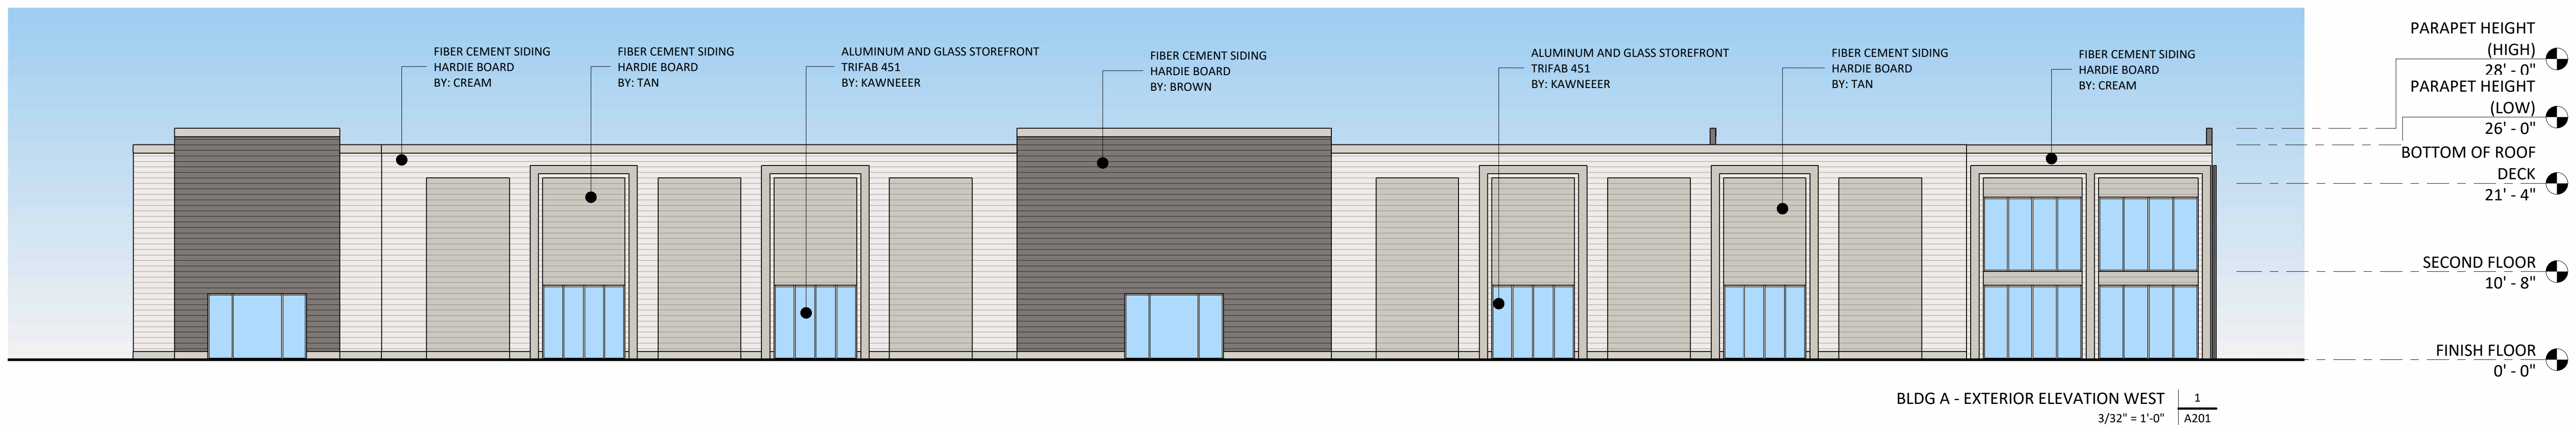 FIBER CEMENT SIDING
HARDIE BOARD
BY: CREAM
FIBER CEMENT SIDING
HARDIE BOARD
BY: TAN
ALUMINUM AND GLASS STOREFRONT
TRIFAB 451
BY: KAWNEEER
FIBER CEMENT SIDING
HARDIE BOARD
BY: BROWN
ALUMINUM AND GLASS STOREFRONT
TRIFAB 451
BY: KAWNEEER
FIBER CEMENT SIDING
HARDIE BOARD
BY: TAN
FIBER CEMENT SIDING
HARDIE BOARD
BY: CREAM
PARAPET HEIGHT
(HIGH)
28' - 0"
PARAPET HEIGHT
(LOW)
26' - 0"
BOTTOM OF ROOF
DECK
21' - 4"
SECOND FLOOR
10' - 8"
FINISH FLOOR
0' - 0"
BLDG A - EXTERIOR ELEVATION WEST
3/32" = 1'-0"
1
A201